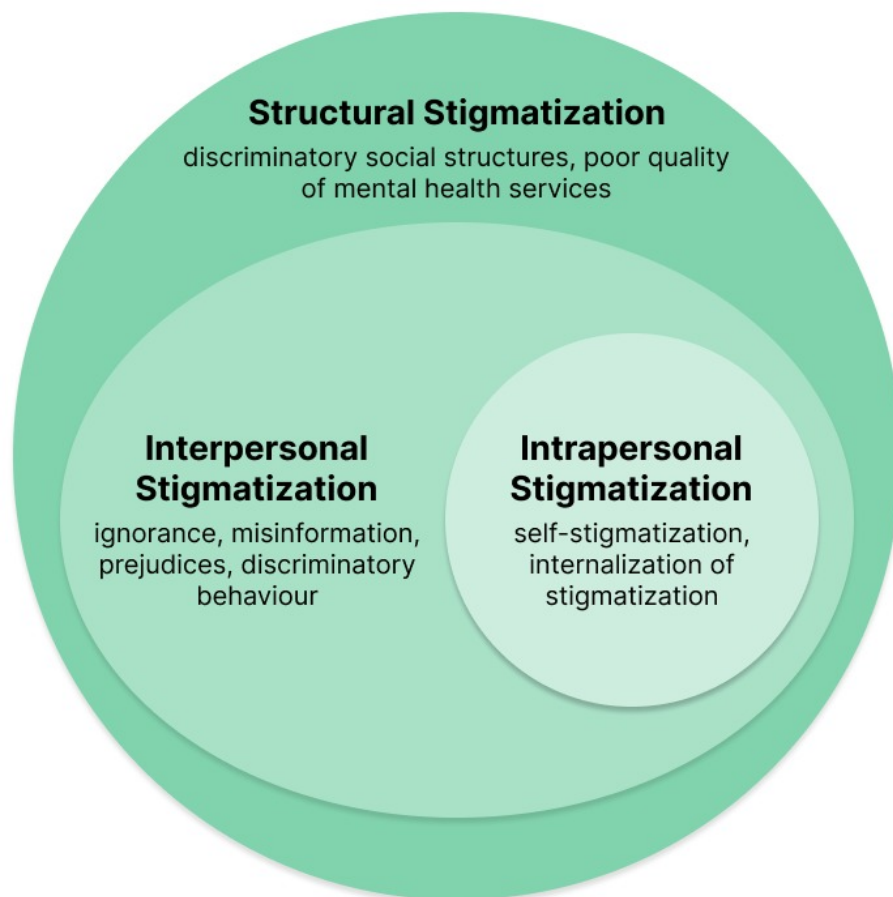 Structural Stigmatization
discriminatory social structures, poor quality
of mental health services
Interpersonal
Stigmatization
ignorance, misinformation,
prejudices, discriminatory
behaviour
Intrapersonal
Stigmatization
self-stigmatization,
internalization of
stigmatization